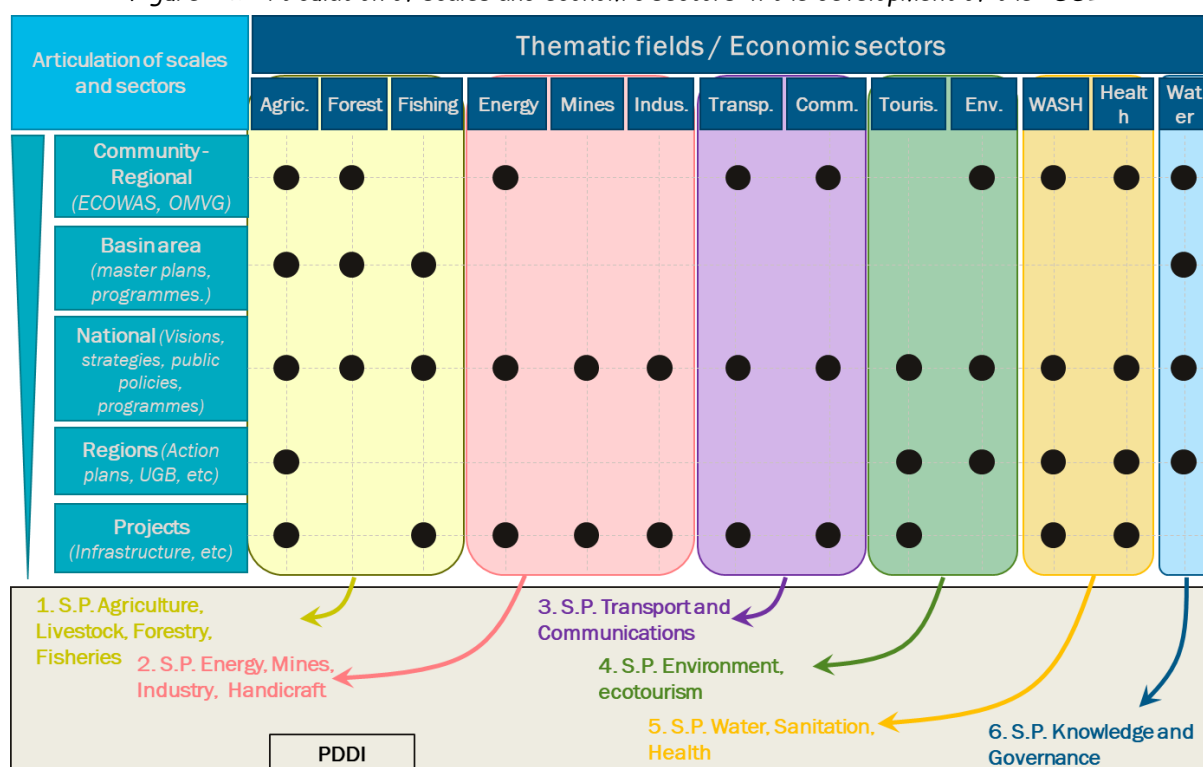 Articulation of scales
and sectors
Thematic fields / Economic sectors
Agric.
Forest
Fishing
Energy
Mines
Indus.
Transp.
Comm.
Touris.
Env.
WASH
Healt
h
Wat
er
Community-
Regional
(ECOWAS, OMVG)
Basin area
(master plans,
programmes.)
National (Visions,
strategies, public
policies,
programmes)
Regions (Action
plans, UGB, etc)
Projects
(Infrastructure, etc)
1. S.P. Agriculture,
Livestock, Forestry,
Fisheries
2. S.P. Energy, Mines,
Industry, Handicraft
3. S.P. Transport and
Communications
4. S.P. Environment,
ecotourism
5. S.P. Water, Sanitation,
Health
6. S.P. Knowledge and
Governance
PDDI